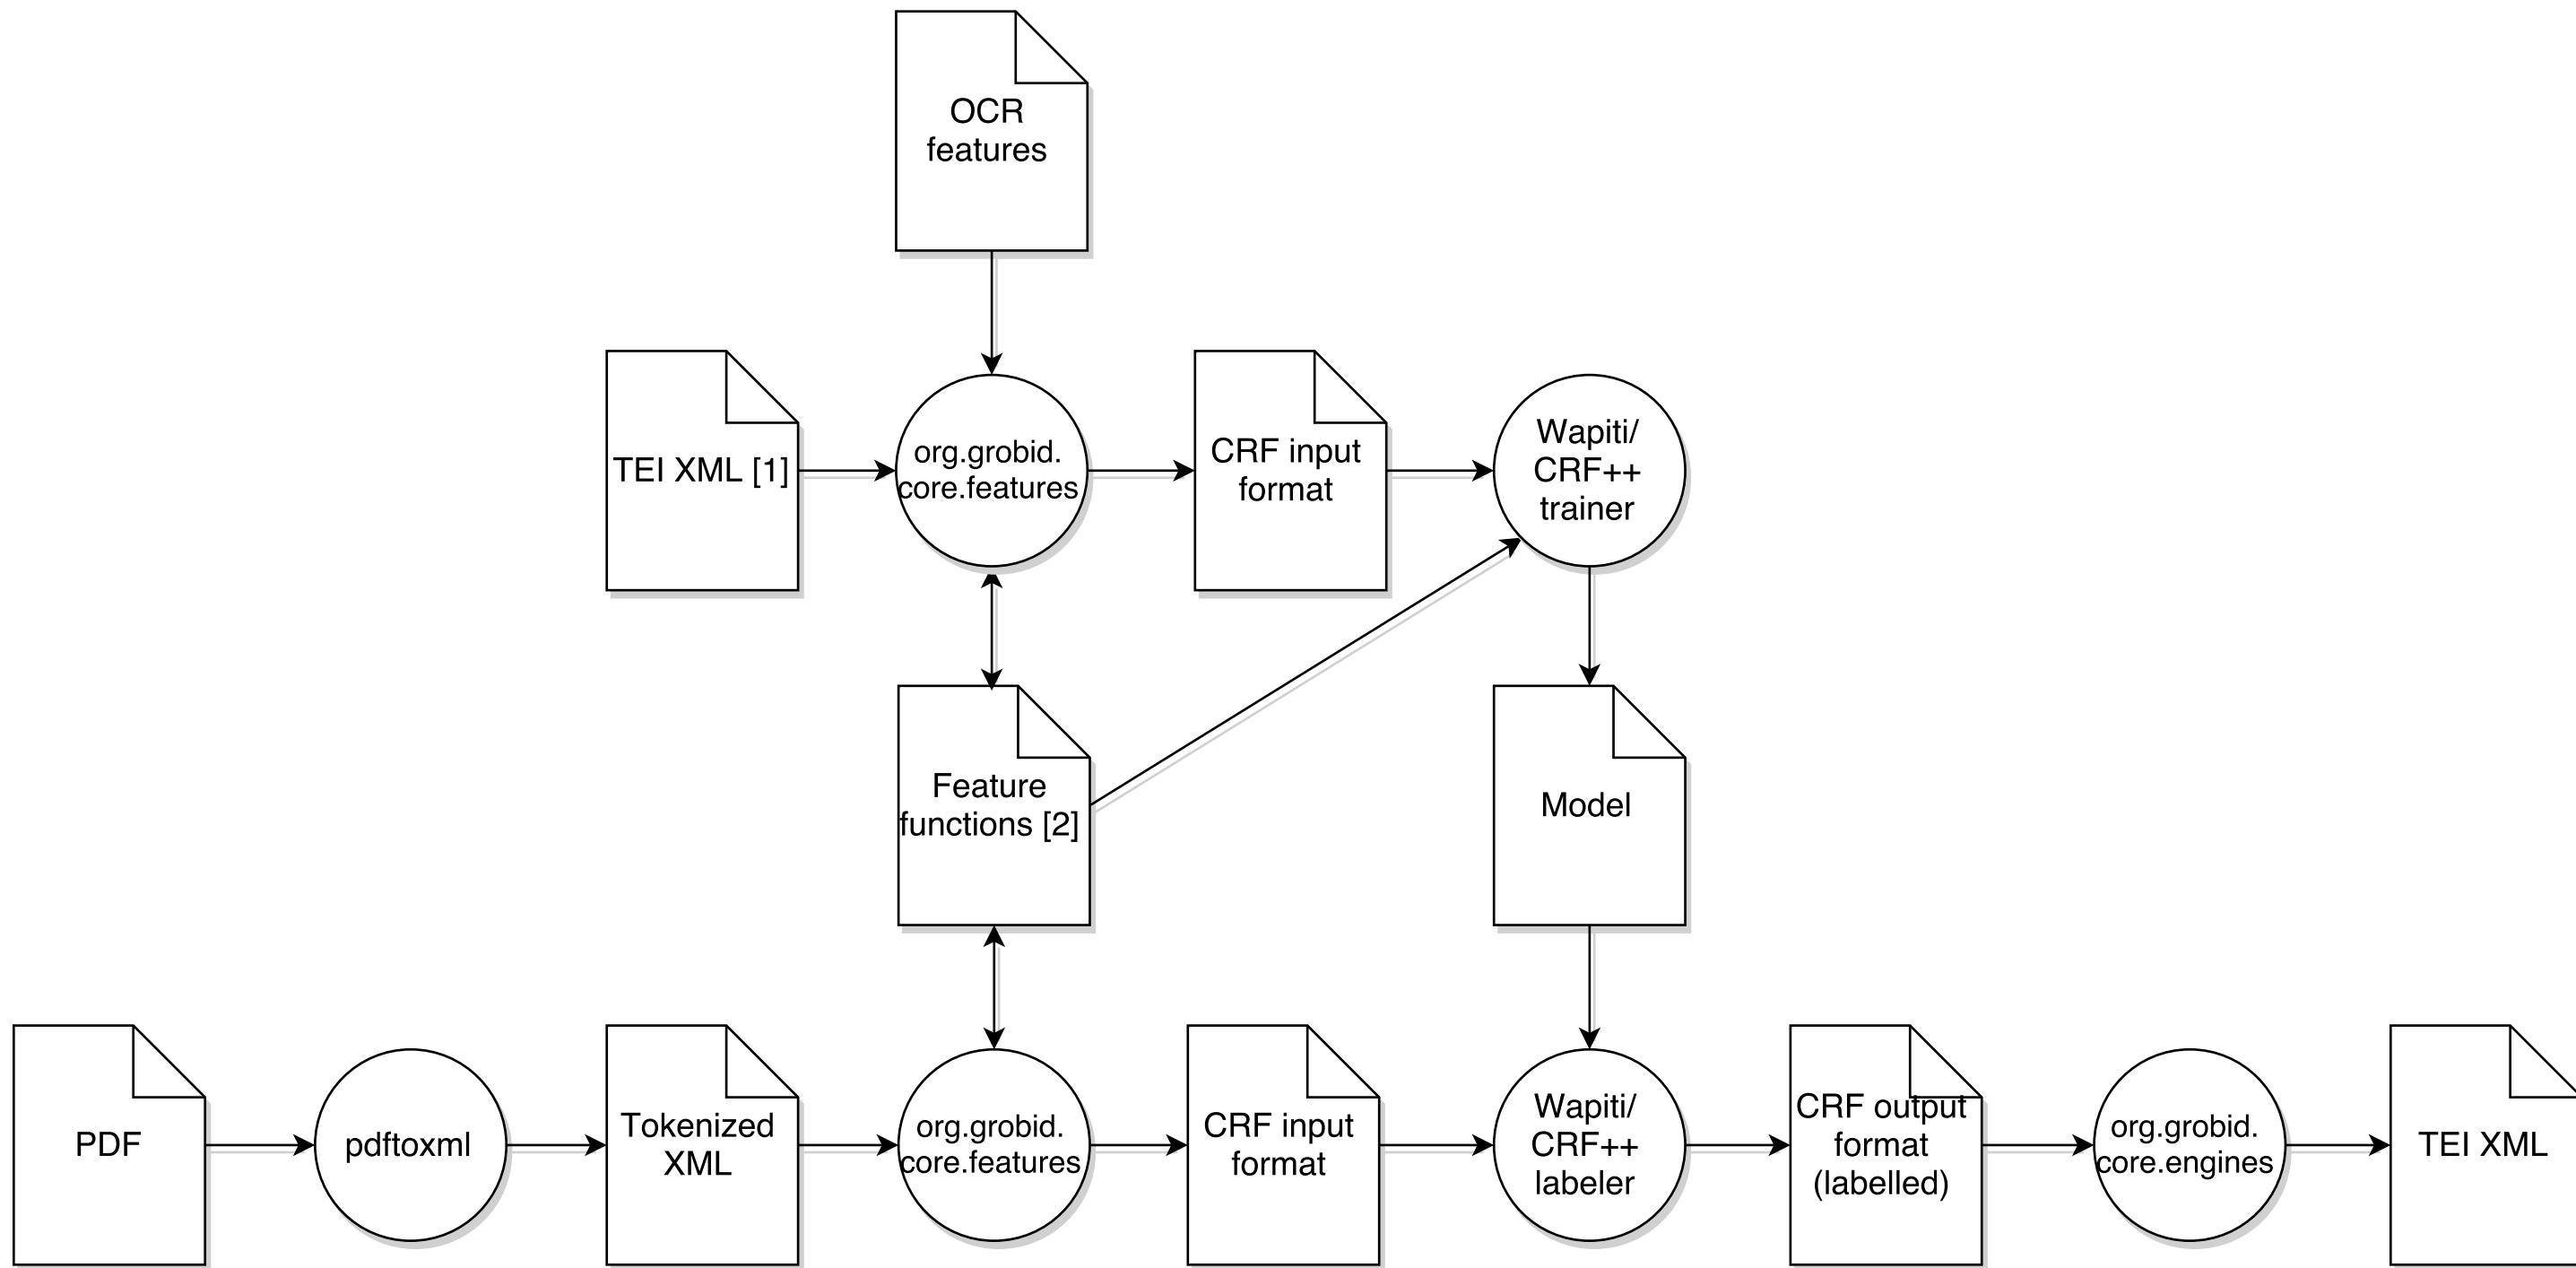 OCR
features
TEI XML [1]
org.grobid.
core.features
CRF input
format
Wapiti/
CRF++
trainer
Feature
functions [2]
Model
PDF
pdftoxml
Tokenized
XML
org.grobid.
core.features
CRF input
format
Wapiti/
CRF++
labeler
CRF output
format
(labelled)
org.grobid.
core.engines
TEI XML